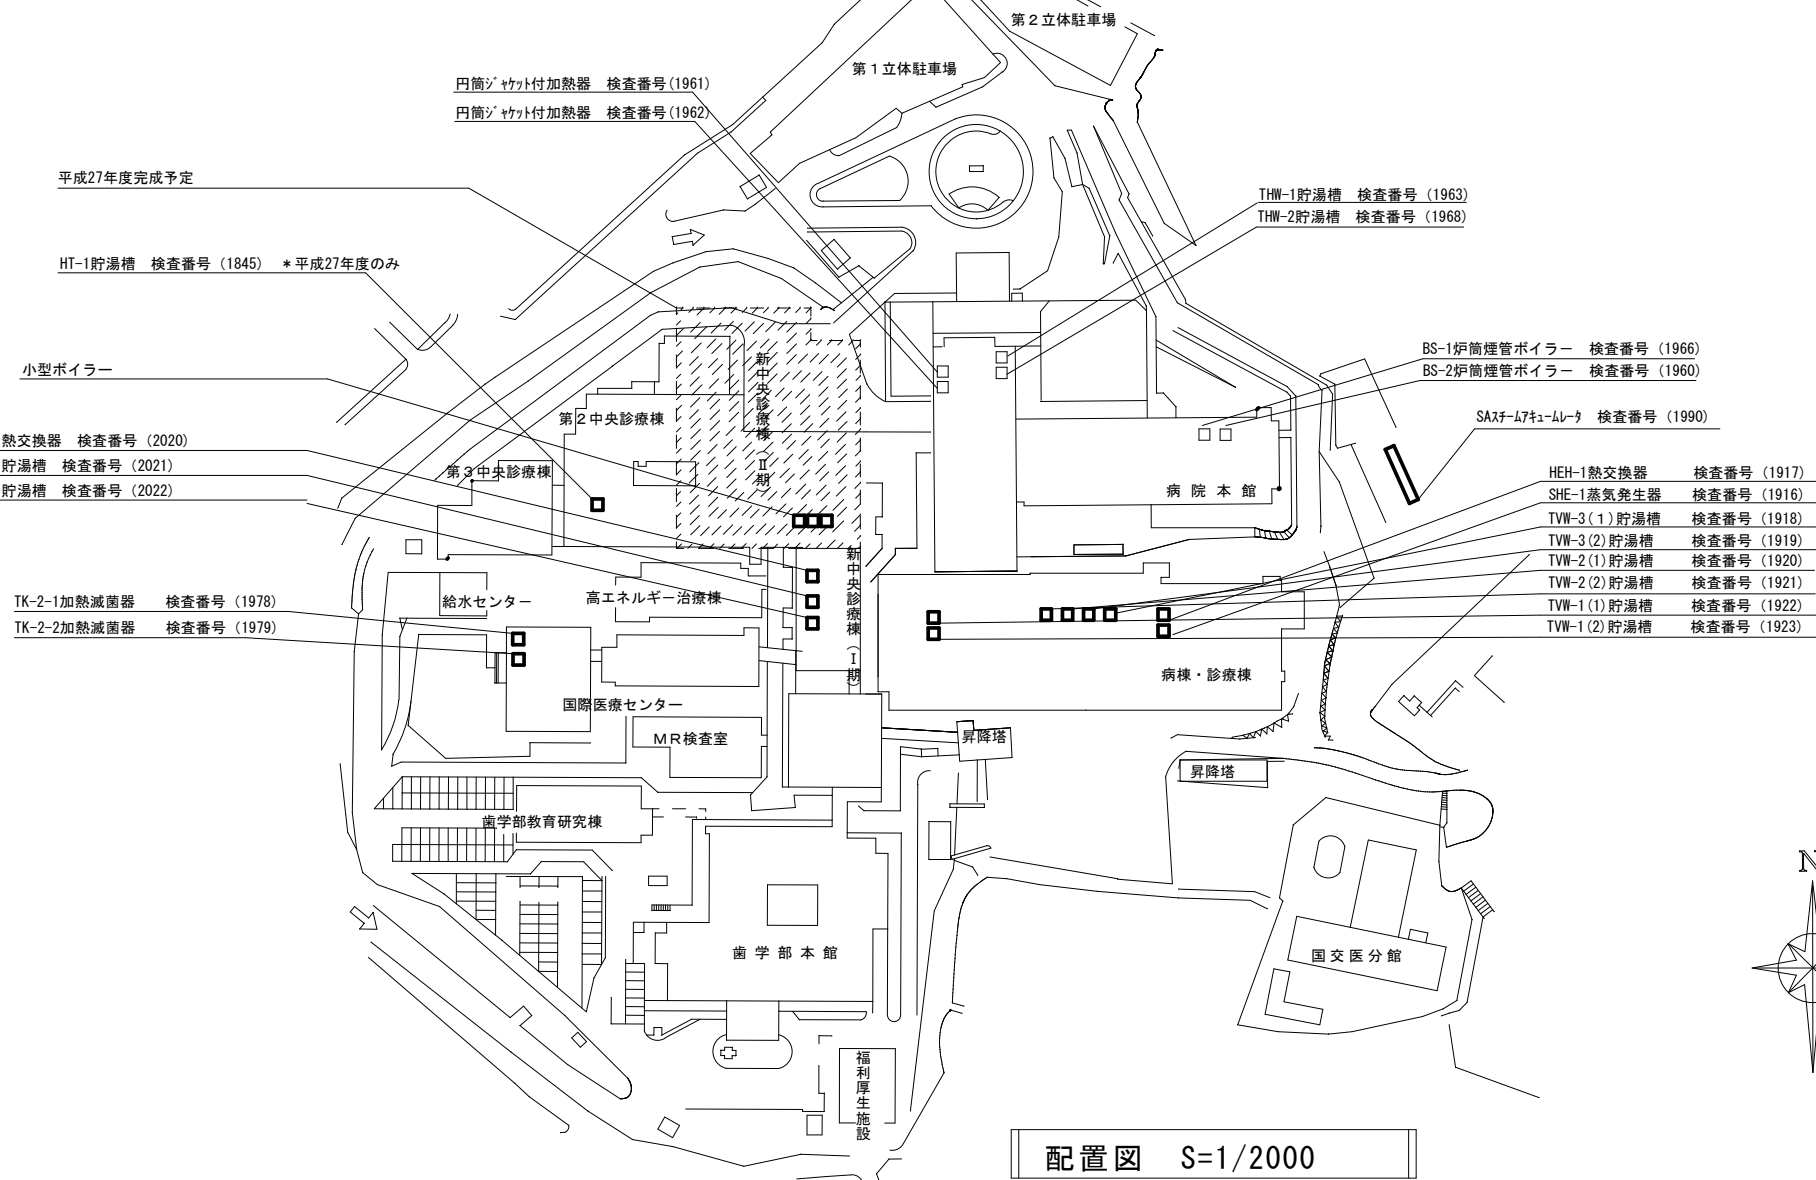 第２立体駐車場
第１立体駐車場
円筒ｼﾞｬｹｯﾄ付加熱器　検査番号(1961)
円筒ｼﾞｬｹｯﾄ付加熱器　検査番号(1962)
平成27年度完成予定
THW-1貯湯槽　検査番号（1963)
THW-2貯湯槽　検査番号（1968)
HT-1貯湯槽　検査番号（1845)　＊平成27年度のみ
小型ボイラー
BS-1炉筒煙管ボイラー　検査番号（1966)
BS-2炉筒煙管ボイラー　検査番号（1960)
新中央診療棟（Ⅱ期）
第２中央診療棟
SAｽﾁｰﾑｱｷｭｰﾑﾚｰﾀ　検査番号（1990)
熱交換器　検査番号（2020)
貯湯槽　検査番号（2021)
貯湯槽　検査番号（2022)
第３中央診療棟
病院本館
HEH-1熱交換器　検査番号（1917)
SHE-1蒸気発生器　検査番号（1916)
TVW-3(１)貯湯槽　検査番号（1918)
TVW-3(2)貯湯槽　検査番号（1919)
TVW-2(1)貯湯槽　検査番号（1920)
TVW-2(2)貯湯槽　検査番号（1921)
TVW-1(1)貯湯槽　検査番号（1922)
TVW-1(2)貯湯槽　検査番号（1923)
新中央診療棟（Ⅰ期）
TK-2-1加熱滅菌器　検査番号（1978)
TK-2-2加熱滅菌器　検査番号（1979)
給水センター
高エネルギー治療棟
病棟・診療棟
国際医療センター
ＭＲ検査室
昇降塔
昇降塔
歯学部教育研究棟
歯学部本館
国交医分館
N
福利厚生施設
配置図　S=1/2000